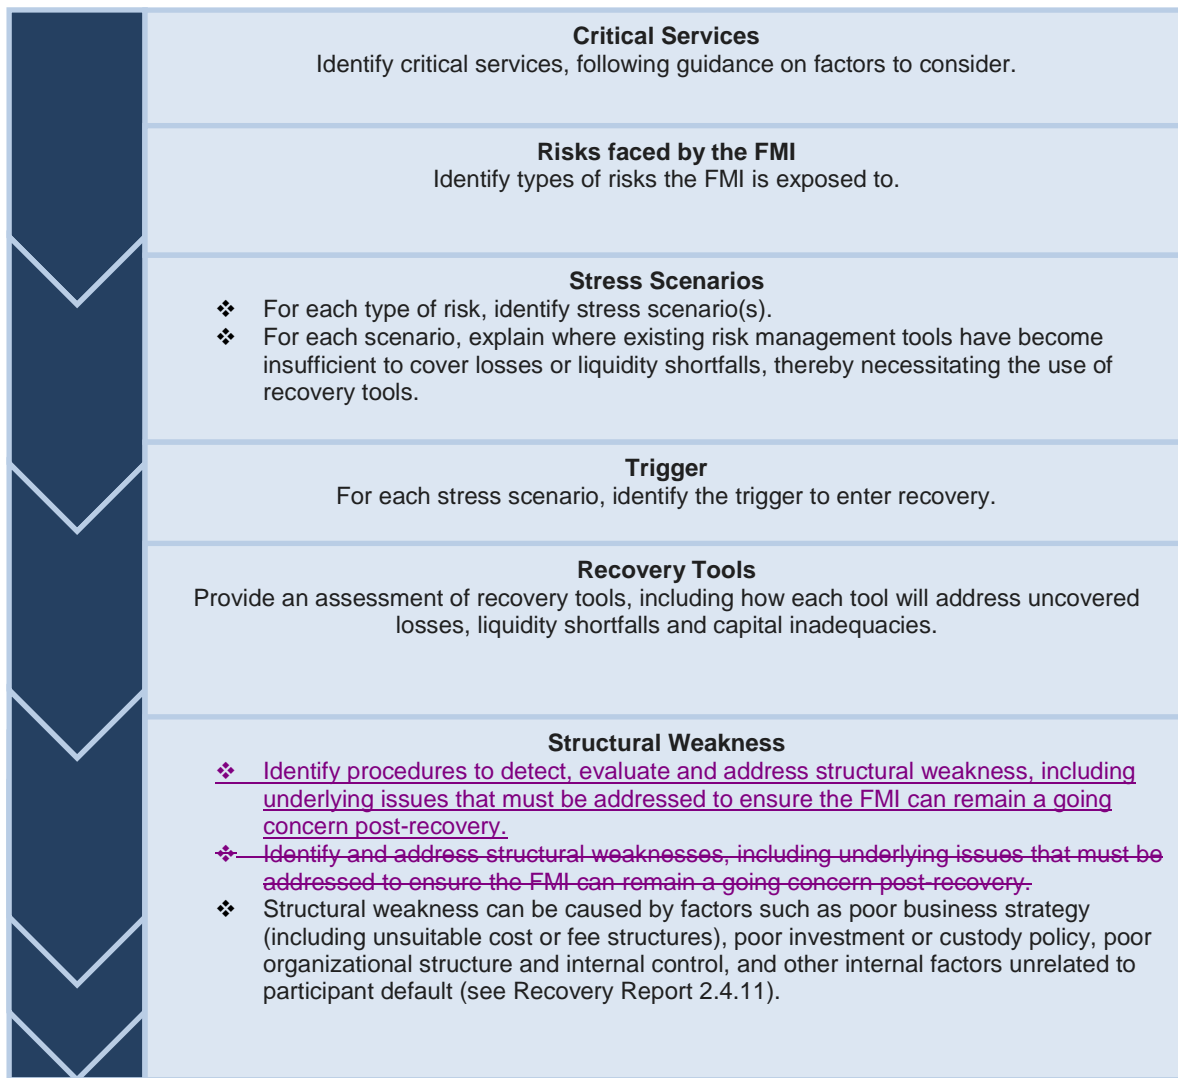 Critical Services
Identify critical services, following guidance on factors to consider.
Risks faced by the FMI
Identify types of risks the FMI is exposed to.
Stress Scenarios
❖ For each type of risk, identify stress scenario(s).
❖ For each scenario, explain where existing risk management tools have become
insufficient to cover losses or liquidity shortfalls, thereby necessitating the use of
recovery tools.
Trigger
For each stress scenario, identify the trigger to enter recovery.
Recovery Tools
Provide an assessment of recovery tools, including how each tool will address uncovered
losses, liquidity shortfalls and capital inadequacies.
Structural Weakness
❖ Identify procedures to detect, evaluate and address structural weakness, including
underlying issues that must be addressed to ensure the FMI can remain a going
concern post-recovery.
❖ Identify and address structural weaknesses, including underlying issues that must be
addressed to ensure the FMI can remain a going concern post-recovery.
❖ Structural weakness can be caused by factors such as poor business strategy
(including unsuitable cost or fee structures), poor investment or custody policy, poor
organizational structure and internal control, and other internal factors unrelated to
participant default (see Recovery Report 2.4.11).